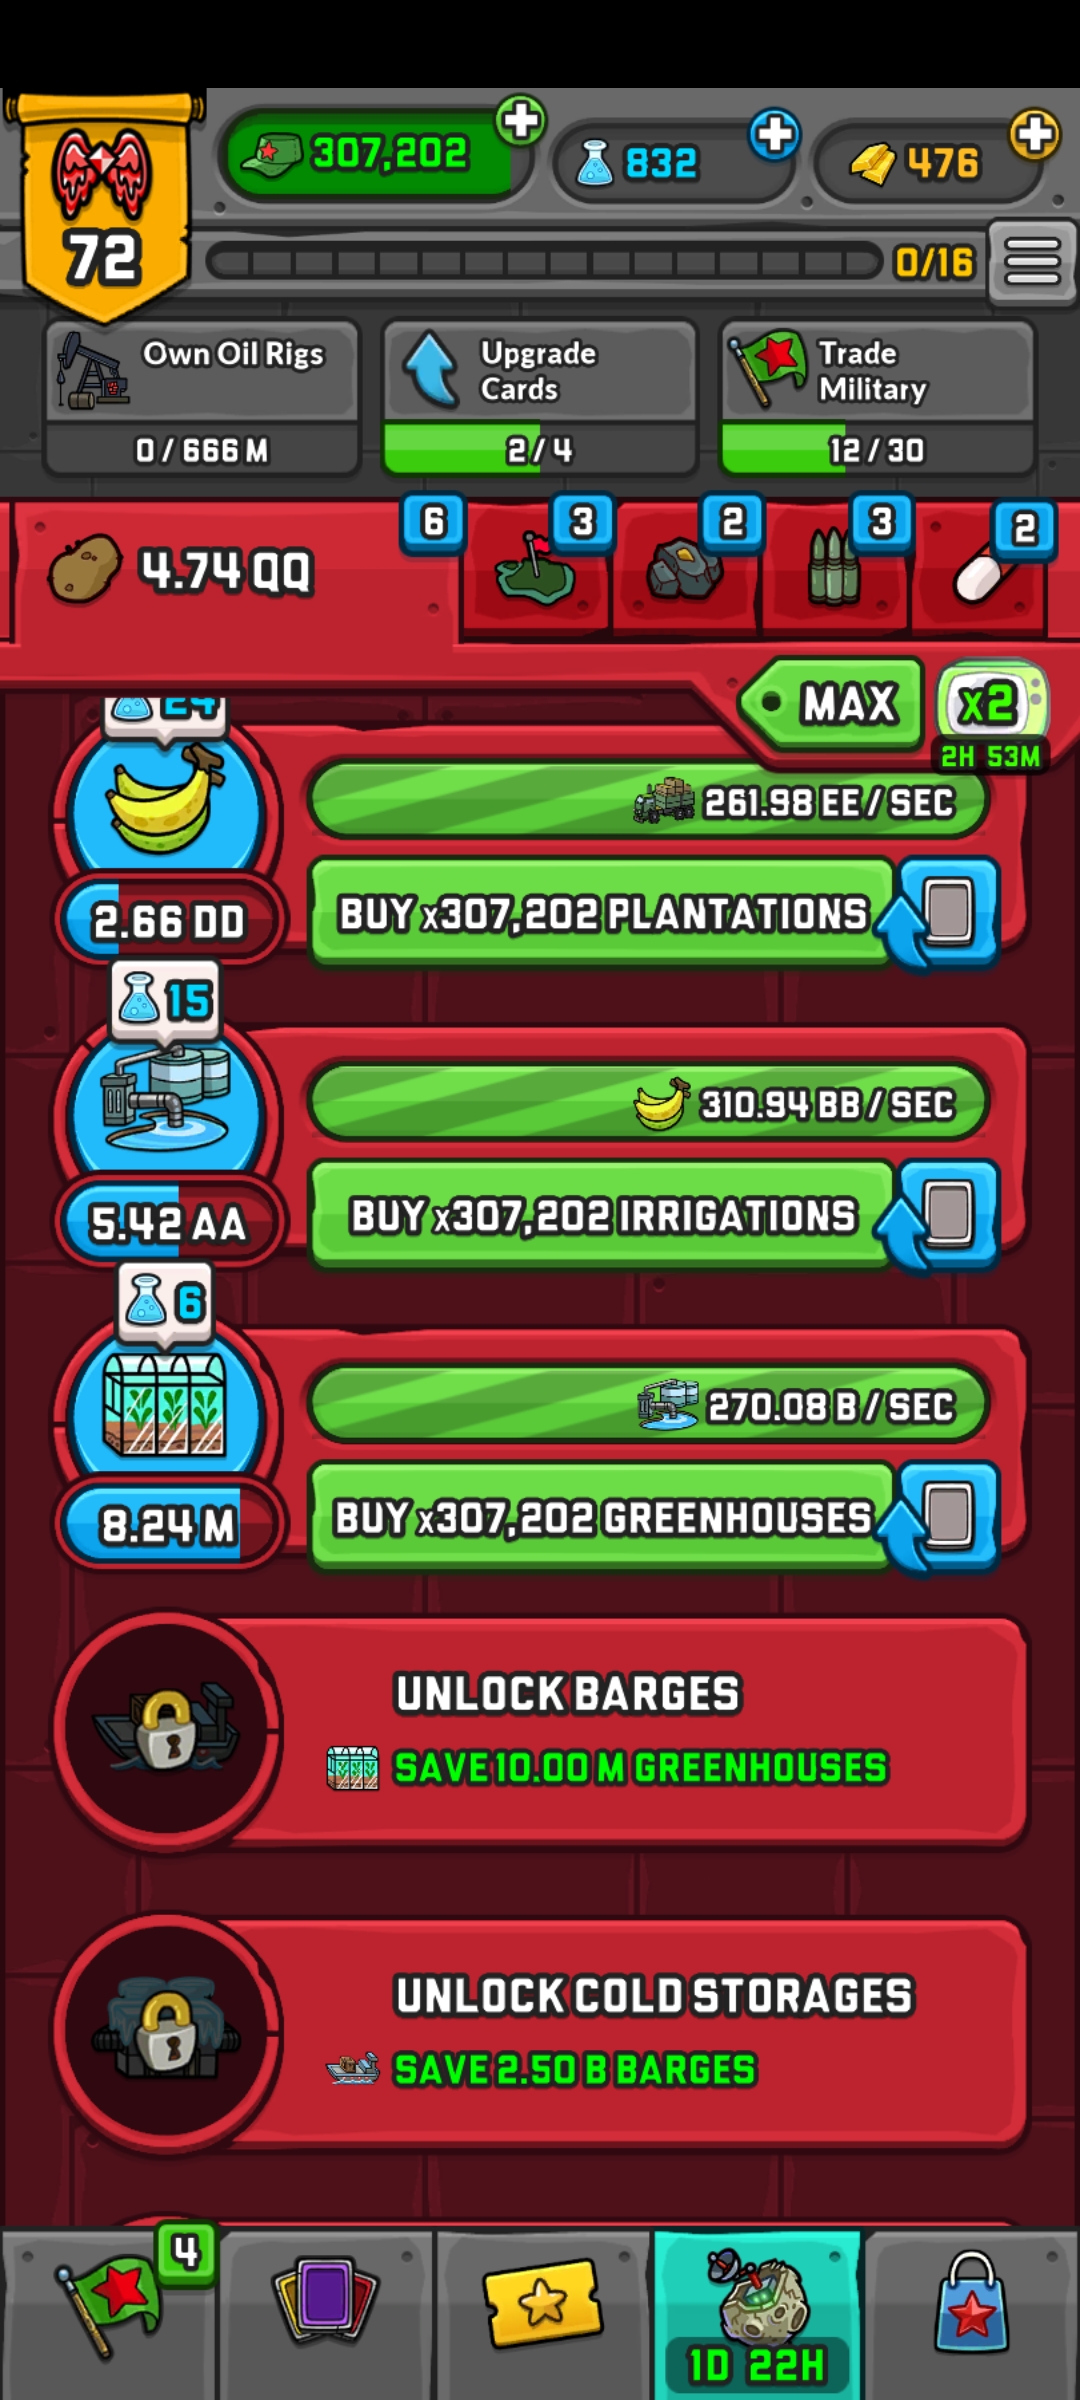 72
307,202
832
476
0/16
Own Oil Rigs
0 / 666 M
Upgrade
Cards
2 / 4
Trade
Military
12 / 30
4.74 QQ
6
3
2
3
2
MAX
x2
2H 53M
24
261.98 EE / SEC
2.66 DD
BUY x307,202 PLANTATIONS
15
310.94 BB / SEC
5.42 AA
BUY x307,202 IRRIGATIONS
6
270.08 B / SEC
8.24 M
BUY x307,202 GREENHOUSES
UNLOCK BARGES
SAVE 10.00 M GREENHOUSES
UNLOCK COLD STORAGES
SAVE 2.50 B BARGES
4
1D 22H